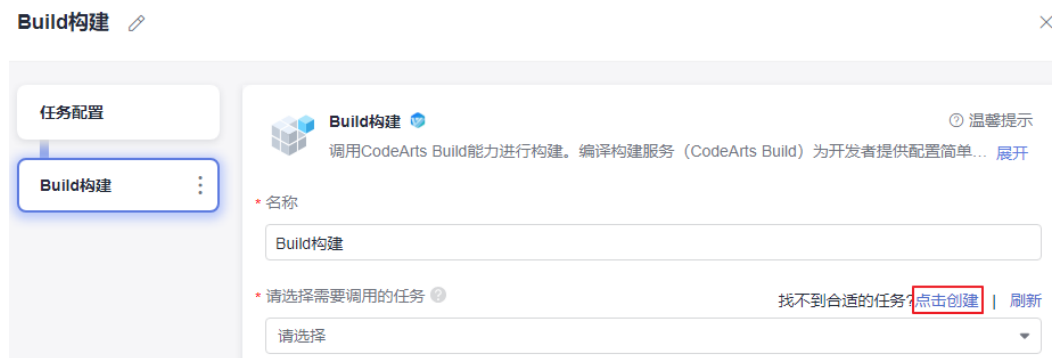 Build构建
任务配置
Build构建
Build构建
温馨提示
调用CodeArts Build能力进行构建。编译构建服务（CodeArts Build）为开发者提供配置简单... 展开
* 名称
Build构建
* 请选择需要调用的任务
找不到合适的任务?点击创建 | 刷新
请选择